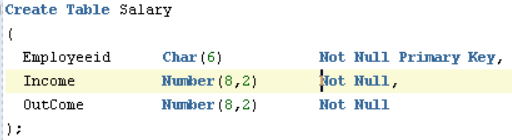 Create Table Salary
(
Employeeid Char(6) Not Null Primary Key,
Income Number(8,2) Not Null,
OutCome Number(8,2) Not Null
);